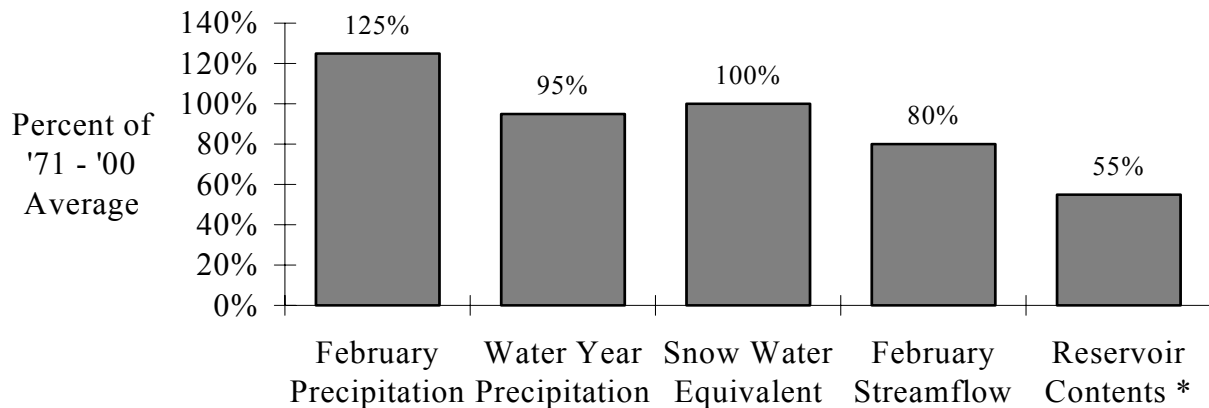 140%
120%
100%
80%
60%
40%
20%
0%
Percent of
'71 - '00
Average
125%
95%
100%
80%
55%
February
Precipitation
Water Year
Precipitation
Snow Water
Equivalent
February
Streamflow
Reservoir
Contents *